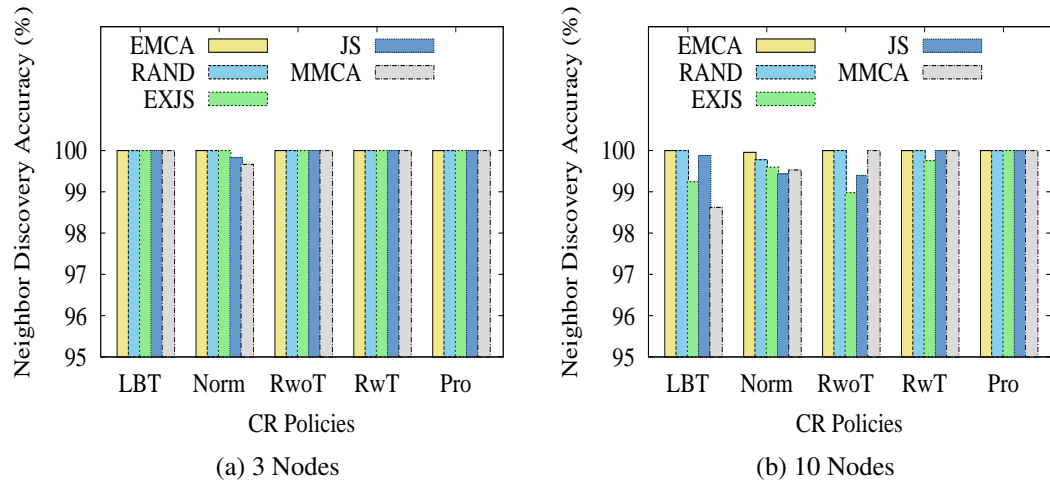 Neighbor Discovery Accuracy (%)
EMCA
RAND
EXJS
JS
MMCA
100
99
98
97
96
95
LBT Norm RwoT RwT Pro
CR Policies
(a) 3 Nodes
Neighbor Discovery Accuracy (%)
EMCA
RAND
EXJS
JS
MMCA
100
99
98
97
96
95
LBT Norm RwoT RwT Pro
CR Policies
(b) 10 Nodes